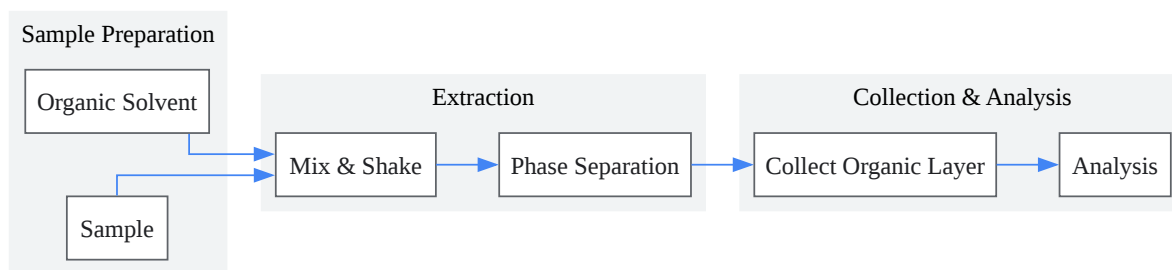 Sample Preparation
Organic Solvent
Sample
Extraction
Mix & Shake
Phase Separation
Collection & Analysis
Collect Organic Layer
Analysis